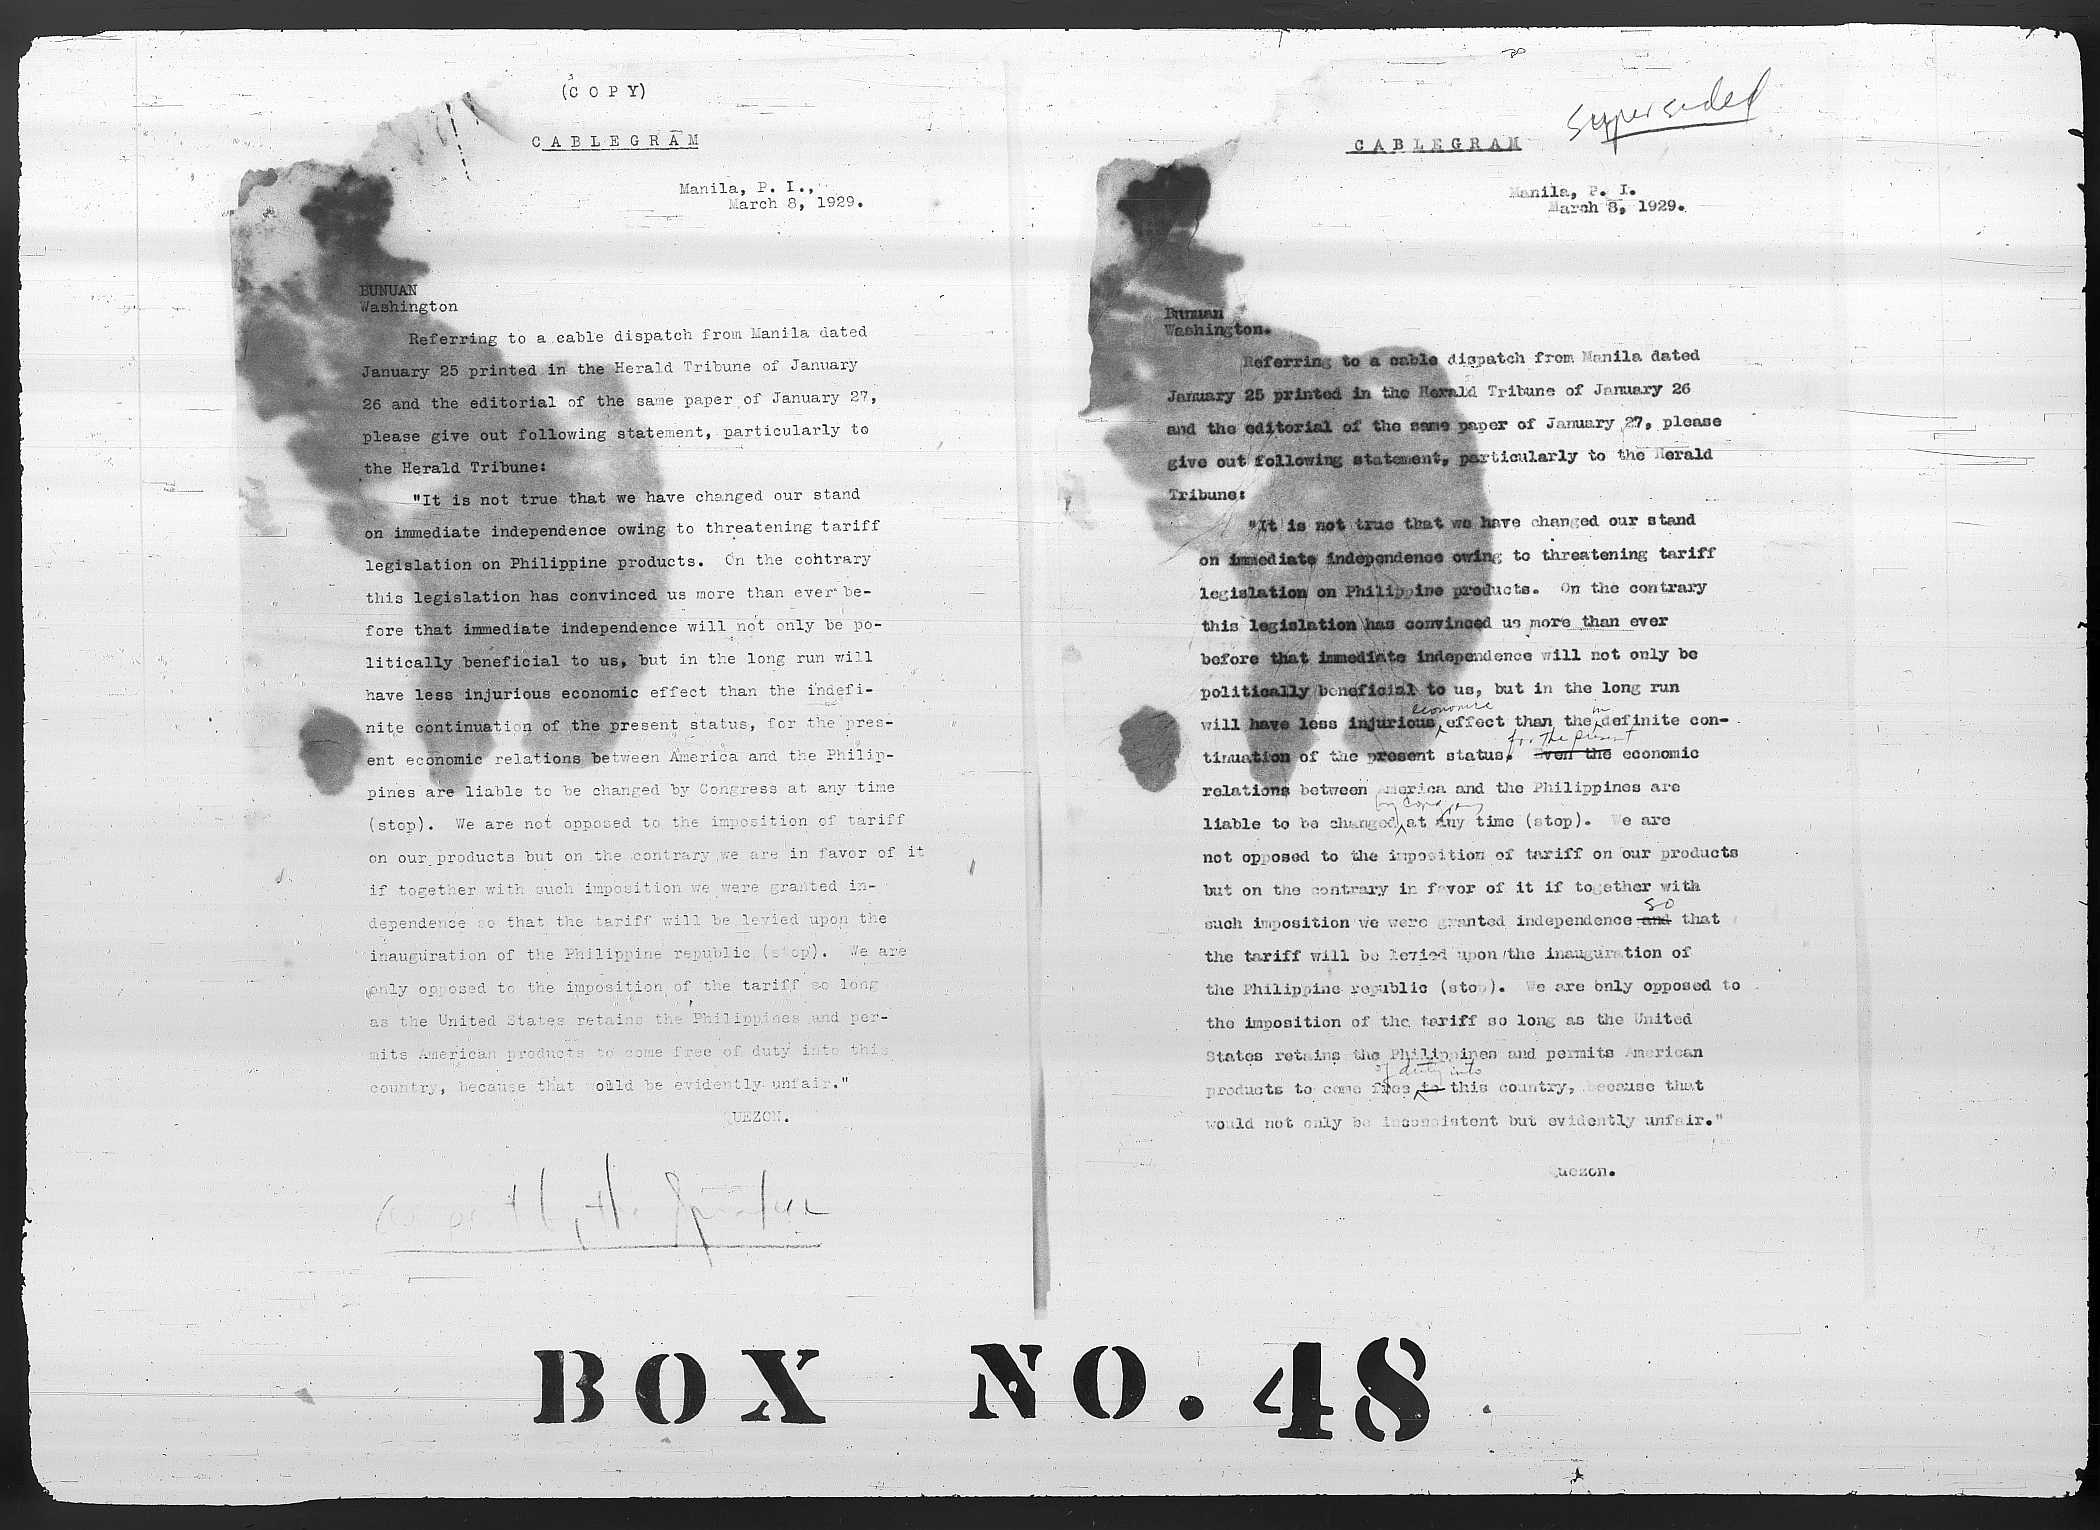 (C O P Y)
C A B L E G R A M
Manila, P. I.,
March 8, 1929.
BUNUAN
Washington
Referring to a cable dispatch from Manila dated
January 25 printed in the Herald Tribune of January
26 and the editorial of the same paper of January 27,
please give out following statement, particularly to
the Herald Tribune:
"It is not true that we have changed our stand
on immediate independence owing to threatening tariff
legislation on Philippine products. On the contrary
this legislation has convinced us more than ever be-
fore that immediate independence will not only be po-
litically beneficial to us, but in the long run will
have less injurious economic effect than the indefi-
nite continuation of the present status, for the pres-
ent economic relations between America and the Philip-
pines are liable to be changed by Congress at any time
(stop). We are not opposed to the imposition of tariff
on our products but on the contrary we are in favor of it
if together with such imposition we were granted in-
dependence so that the tariff will be levied upon the
inauguration of the Philippine republic (stop). We are
only opposed to the imposition of the tariff so long
as the United States retains the Philippines and per-
mits American products to come free of duty into this
country, because that would be evidently unfair."
QUEZON.
by the
superseded
C A B L E G R A M
Manila, P. I.
March 8, 1929.
Bunuan
Washington.
Referring to a cable dispatch from Manila dated
January 25 printed in the Herald Tribune of January 26
and the editorial of the same paper of January 27, please
give out following statement, particularly to the Herald
Tribune:
"It is not true that we have changed our stand
on immediate independence owing to threatening tariff
legislation on Philippine products. On the contrary
this legislation has convinced us more than ever
before that immediate independence will not only be
politically beneficial to us, but in the long run
economic in
will have less injurious effect than the definite con-
for the present
tinuation of the present status. Even the economic
relations between America and the Philippines are
by Congress
liable to be changed at any time (stop). We are
not opposed to the imposition of tariff on our products
but on the contrary in favor of it if together with
so
such imposition we were granted independence and that
the tariff will be levied upon the inauguration of
the Philippine republic (stop). We are only opposed to
the imposition of the tariff so long as the United
States retains the Philippines and permits American
of duty into
products to come free to this country, because that
would not only be inconsistent but evidently unfair."
Quezon.
BOX NO. 48